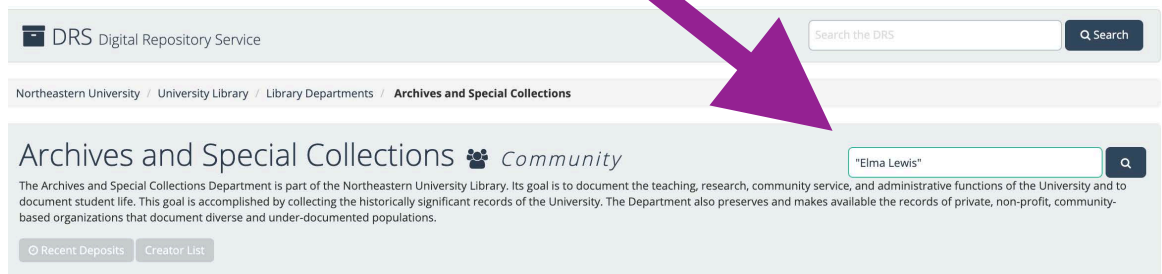 DRS Digital Repository Service
Search the DRS
Search
Northeastern University / University Library / Library Departments / Archives and Special Collections
Archives and Special Collections Community
"Elma Lewis"
The Archives and Special Collections Department is part of the Northeastern University Library. Its goal is to document the teaching, research, community service, and administrative functions of the University and to
document student life. This goal is accomplished by collecting the historically significant records of the University. The Department also preserves and makes available the records of private, non-profit, community-
based organizations that document diverse and under-documented populations.
Recent Deposits Creator List